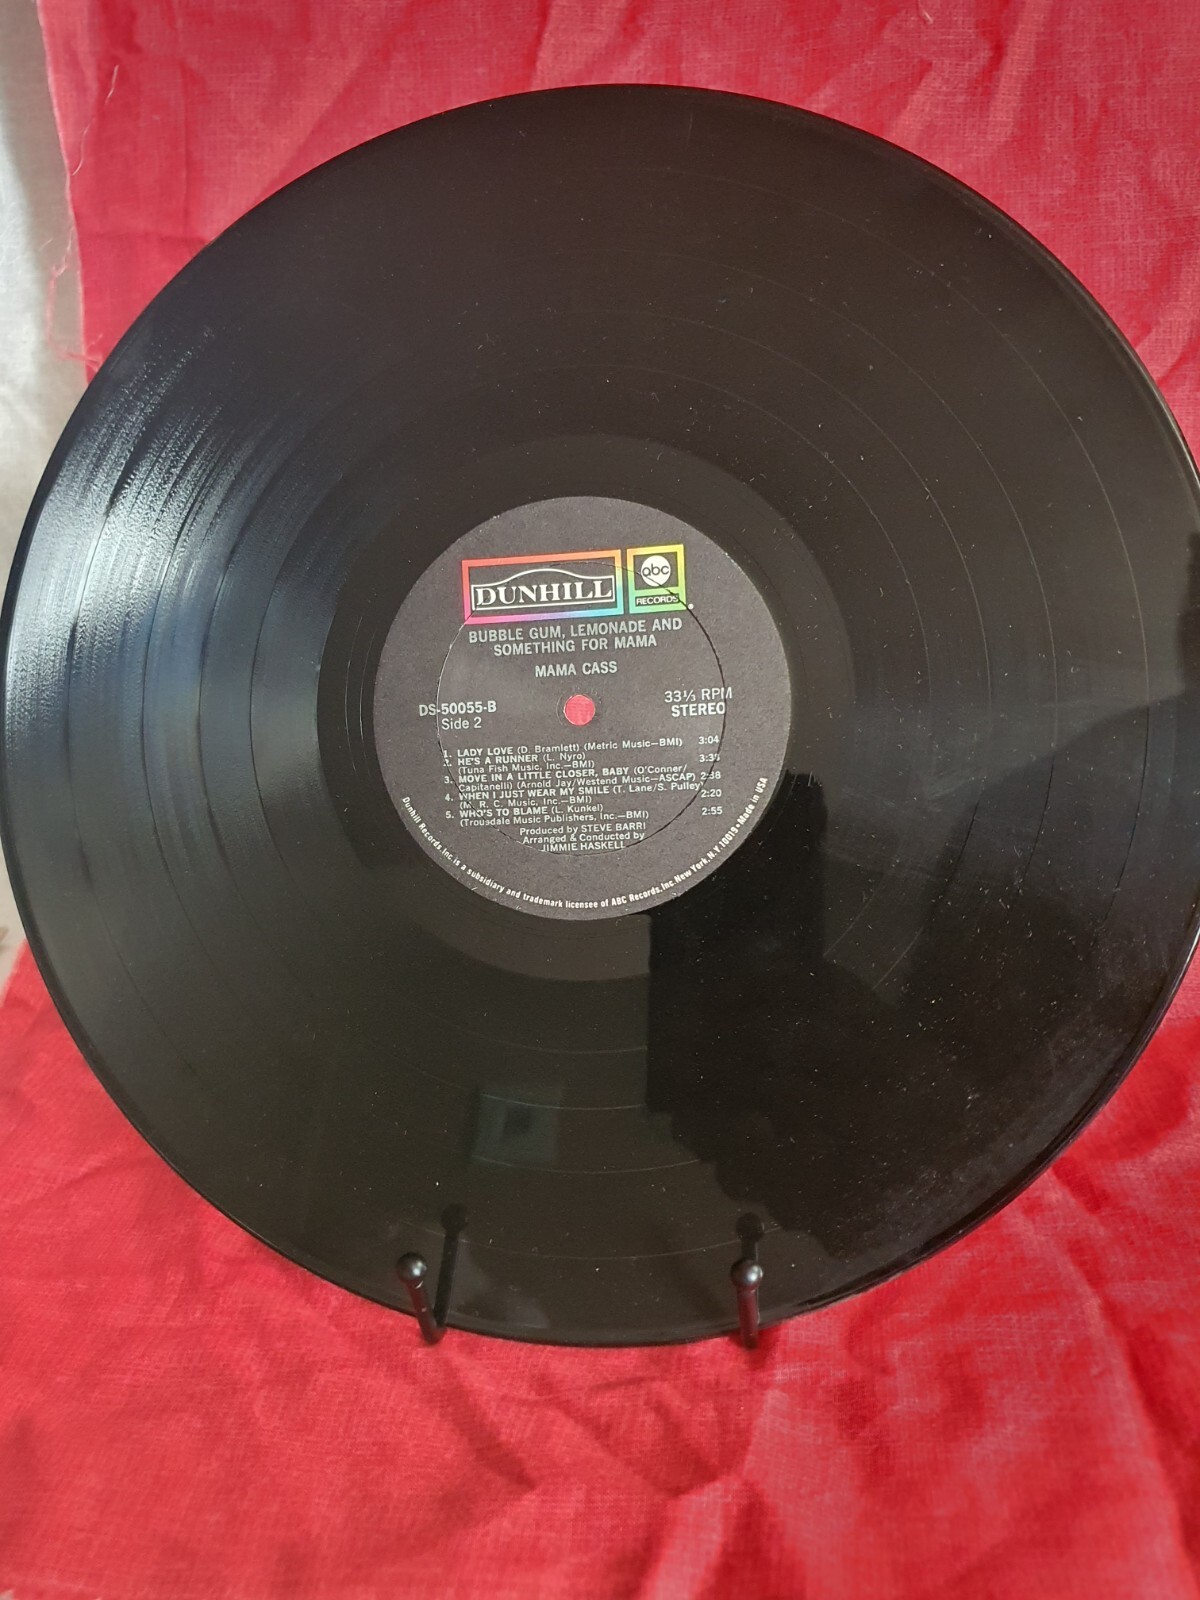 DUNHILL
abc
RECORDS
BUBBLE GUM, LEMONADE AND
SOMETHING FOR MAMA
MAMA CASS
DS-50055-B
Side 2
33⅓ RPM
STEREO
1. LADY LOVE (D. Bramlett) (Metric Music—BMI) 3:04
2. HE'S A RUNNER (L. Nyro) 3:38
(Tuna Fish Music, Inc.—BMI)
3. MOVE IN A LITTLE CLOSER, BABY (O'Conner/
Capitanelli) (Arnold Jay/Westend Music—ASCAP) 2:38
4. WHEN I JUST WEAR MY SMILE (T. Lane/S. Pulley) 2:20
(M. R. C. Music, Inc.—BMI)
5. WHO'S TO BLAME (L. Kunkel) 2:55
(Trousdale Music Publishers, Inc.—BMI)
Produced by STEVE BARRI
Arranged & Conducted by
JIMMIE HASKELL
Dunhill Records, Inc. is a subsidiary and trademark licensee of ABC Records, Inc. New York, N.Y. 10019 • Made in USA